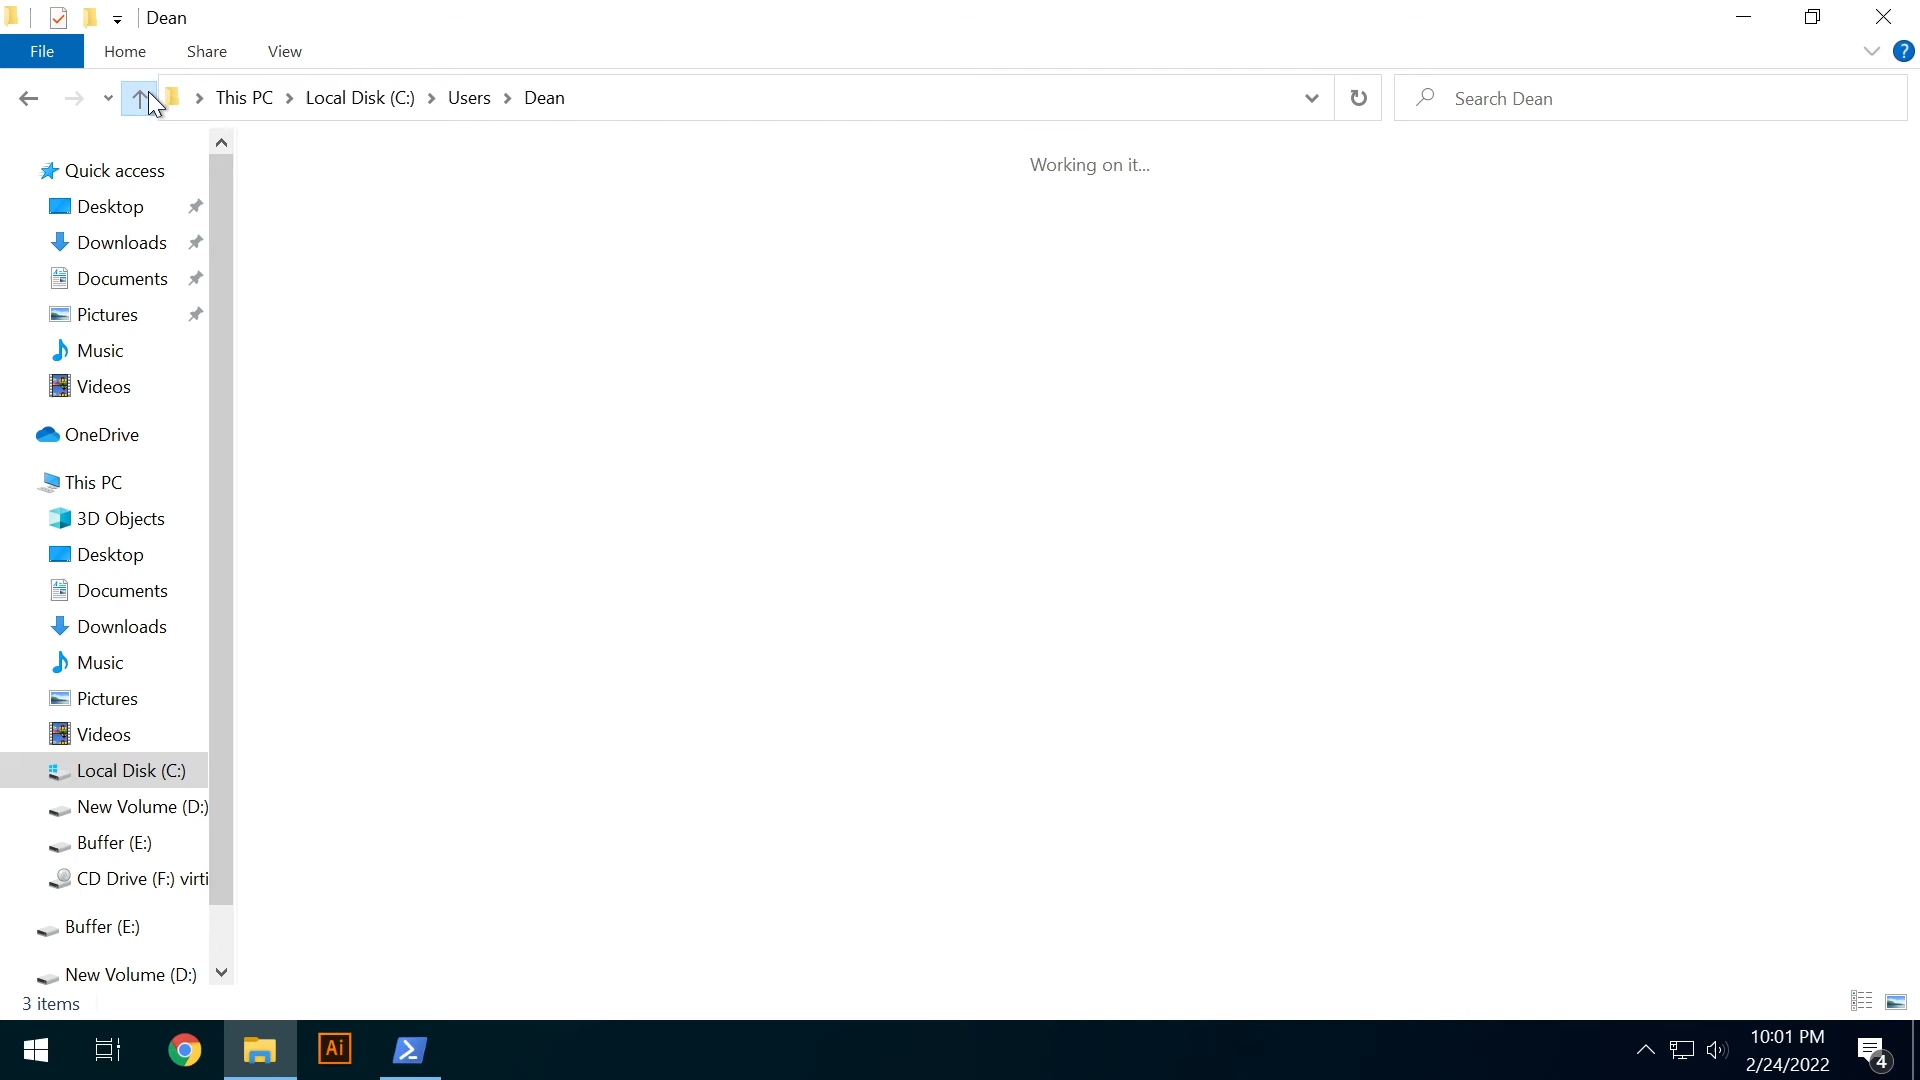 Dean
File Home Share View ?
This PC Local Disk (C:) Users Dean Search Dean
Working on it...
Quick access
Desktop
Downloads
Documents
Pictures
Music
Videos
OneDrive
This PC
3D Objects
Desktop
Documents
Downloads
Music
Pictures
Videos
Local Disk (C:)
New Volume (D:)
Buffer (E:)
CD Drive (F:) virti
Buffer (E:)
New Volume (D:)
3 items
Ai
10:01 PM
2/24/2022
4